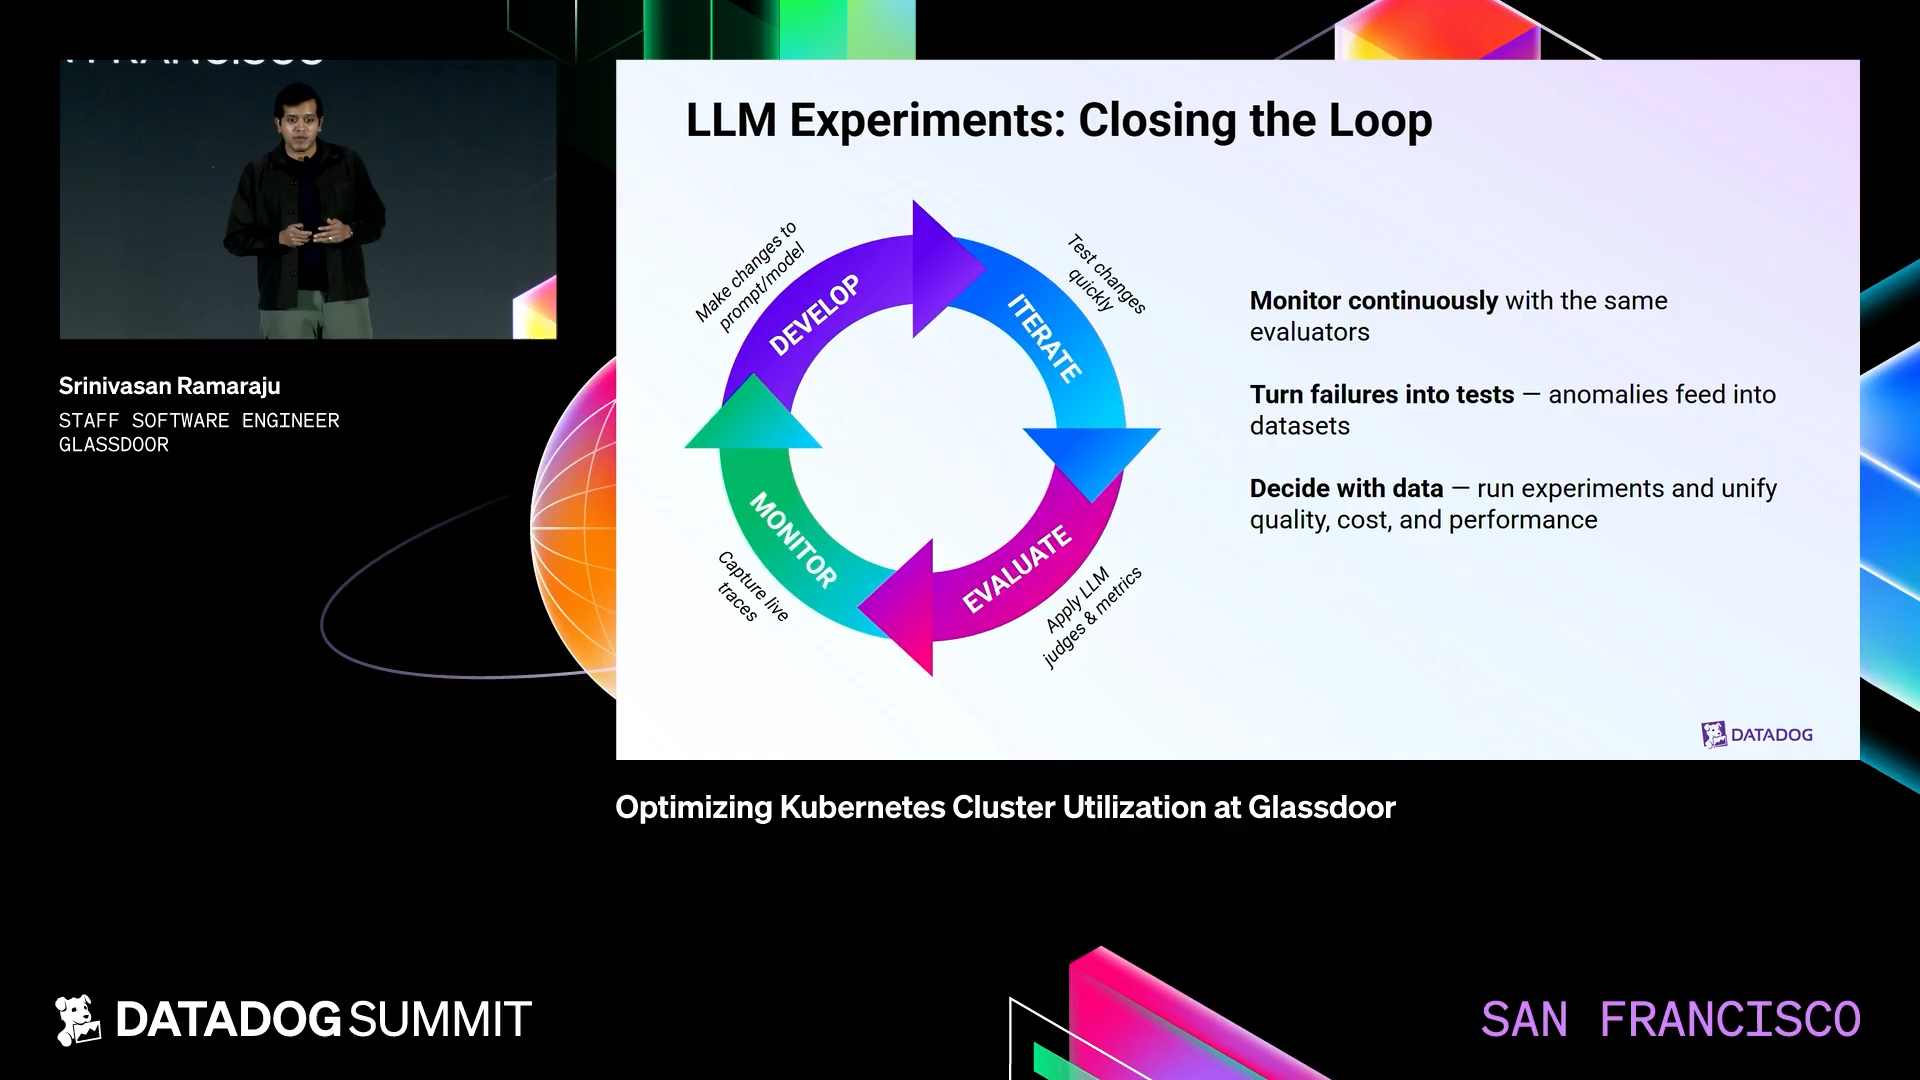 Srinivasan Ramaraju
STAFF SOFTWARE ENGINEER
GLASSDOOR
LLM Experiments: Closing the Loop
Make changes to
prompt/model
DEVELOP
Test changes
quickly
ITERATE
EVALUATE
Apply LLM
judges & metrics
MONITOR
Capture live
traces
Monitor continuously with the same
evaluators
Turn failures into tests — anomalies feed into
datasets
Decide with data — run experiments and unify
quality, cost, and performance
DATADOG
Optimizing Kubernetes Cluster Utilization at Glassdoor
DATADOG SUMMIT
SAN FRANCISCO